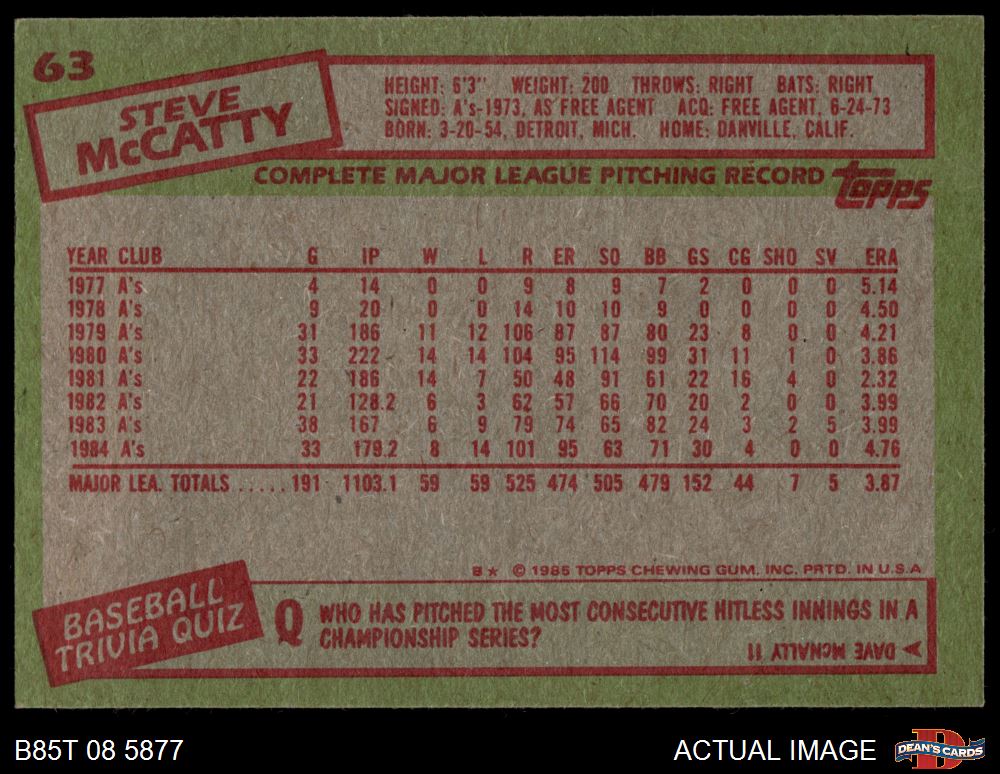 63
STEVE
McCATTY
HEIGHT: 6'3" WEIGHT: 200 THROWS: RIGHT BATS: RIGHT
SIGNED: A's-1973, AS FREE AGENT ACQ: FREE AGENT, 6-24-73
BORN: 3-20-54, DETROIT, MICH. HOME: DANVILLE, CALIF.
COMPLETE MAJOR LEAGUE PITCHING RECORD
topps
YEAR CLUB G IP W L R ER SO BB GS CG SHO SV ERA
1977 A's 4 14 0 0 9 8 9 7 2 0 0 0 5.14
1978 A's 9 20 0 0 14 10 10 9 0 0 0 0 4.50
1979 A's 31 186 11 12 106 87 87 80 23 8 0 0 4.21
1980 A's 33 222 14 14 104 95 114 99 31 11 1 0 3.86
1981 A's 22 186 14 7 50 48 91 61 22 16 4 0 2.32
1982 A's 21 128.2 6 3 62 57 66 70 20 2 0 0 3.99
1983 A's 38 167 6 9 79 74 65 82 24 3 2 5 3.99
1984 A's 33 179.2 8 14 101 95 63 71 30 4 0 0 4.76
MAJOR LEA. TOTALS ..... 191 1103.1 59 59 525 474 505 479 152 44 7 5 3.87
B★ © 1985 TOPPS CHEWING GUM, INC. PRTD. IN U.S.A
BASEBALL
TRIVIA QUIZ
Q WHO HAS PITCHED THE MOST CONSECUTIVE HITLESS INNINGS IN A
CHAMPIONSHIP SERIES?
A DAVE McNALLY 11
B85T 08 5877
ACTUAL IMAGE
D
DEAN'S CARDS